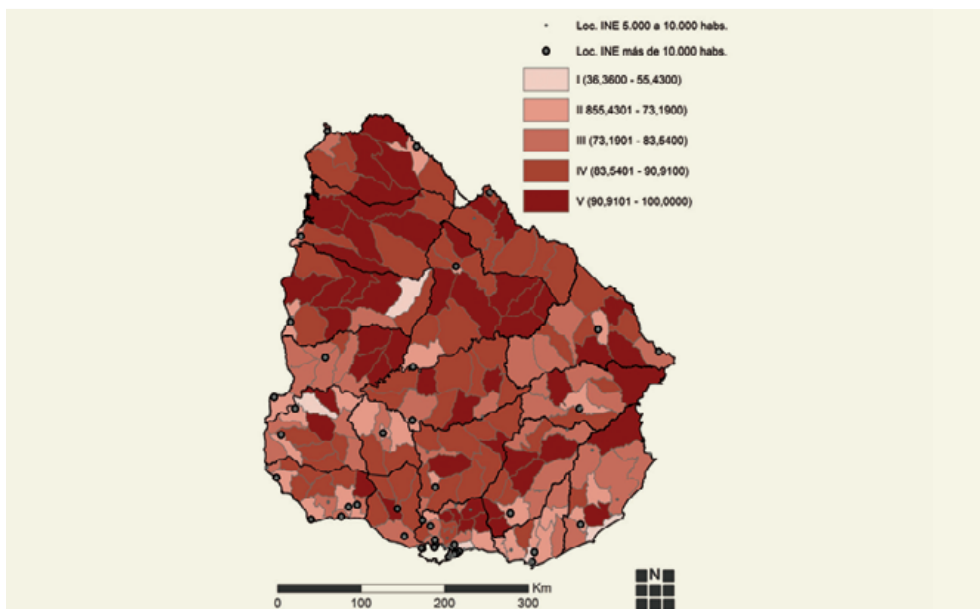 Loc. INE 5.000 a 10.000 habs.
Loc. INE más de 10.000 habs.
I (36,3600 - 55,4300)
II 855,4301 - 73,1900)
III (73,1901 - 83,5400)
IV (83,5401 - 90,9100)
V (90,9101 - 100,0000)
Km
0 100 200 300
N